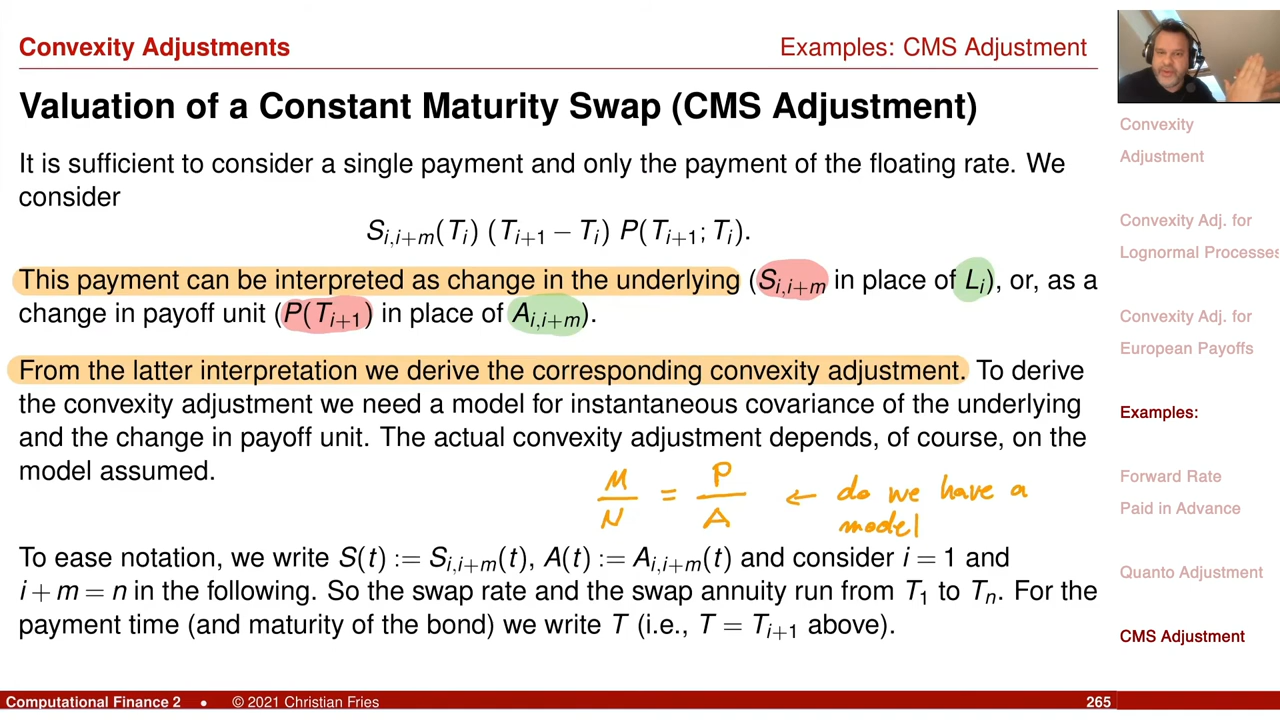 Convexity Adjustments
Examples: CMS Adjustment
Valuation of a Constant Maturity Swap (CMS Adjustment)
It is sufficient to consider a single payment and only the payment of the floating rate. We
consider
S_{i,i+m}(T_i) (T_{i+1} − T_i) P(T_{i+1}; T_i).
This payment can be interpreted as change in the underlying (S_{i,i+m} in place of L_i), or, as a
change in payoff unit (P(T_{i+1}) in place of A_{i,i+m}).
From the latter interpretation we derive the corresponding convexity adjustment. To derive
the convexity adjustment we need a model for instantaneous covariance of the underlying
and the change in payoff unit. The actual convexity adjustment depends, of course, on the
model assumed.
M/N = P/A ← do we have a
model
To ease notation, we write S(t) := S_{i,i+m}(t), A(t) := A_{i,i+m}(t) and consider i = 1 and
i + m = n in the following. So the swap rate and the swap annuity run from T_1 to T_n. For the
payment time (and maturity of the bond) we write T (i.e., T = T_{i+1} above).
Convexity
Adjustment
Convexity Adj. for
Lognormal Processes
Convexity Adj. for
European Payoffs
Examples:
Forward Rate
Paid in Advance
Quanto Adjustment
CMS Adjustment
Computational Finance 2 • © 2021 Christian Fries
265